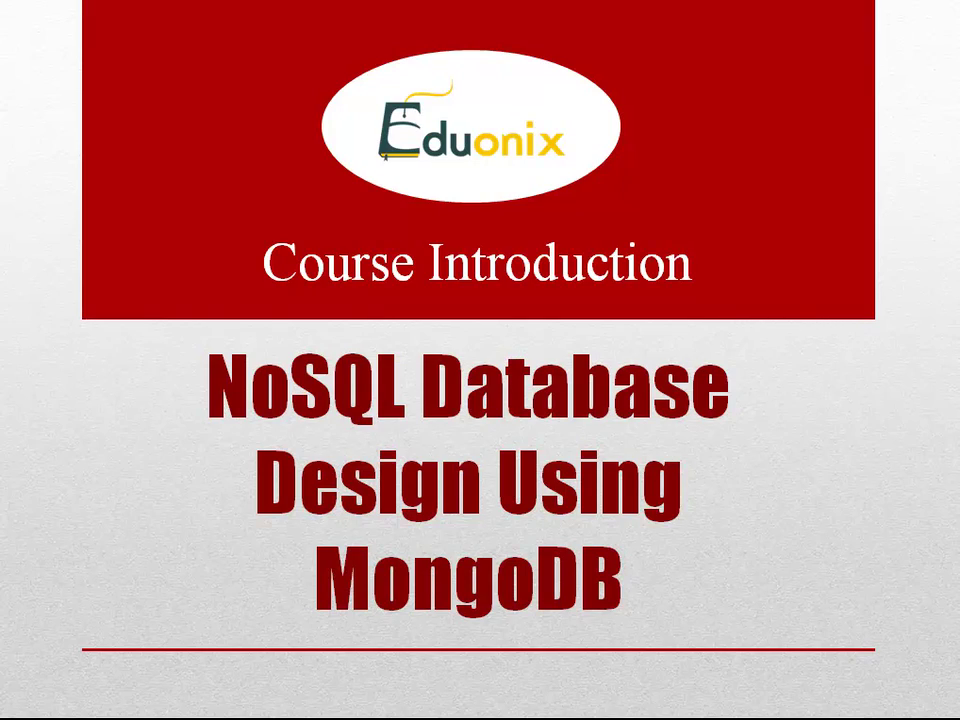 Eduonix
Course Introduction
NoSQL Database
Design Using
MongoDB